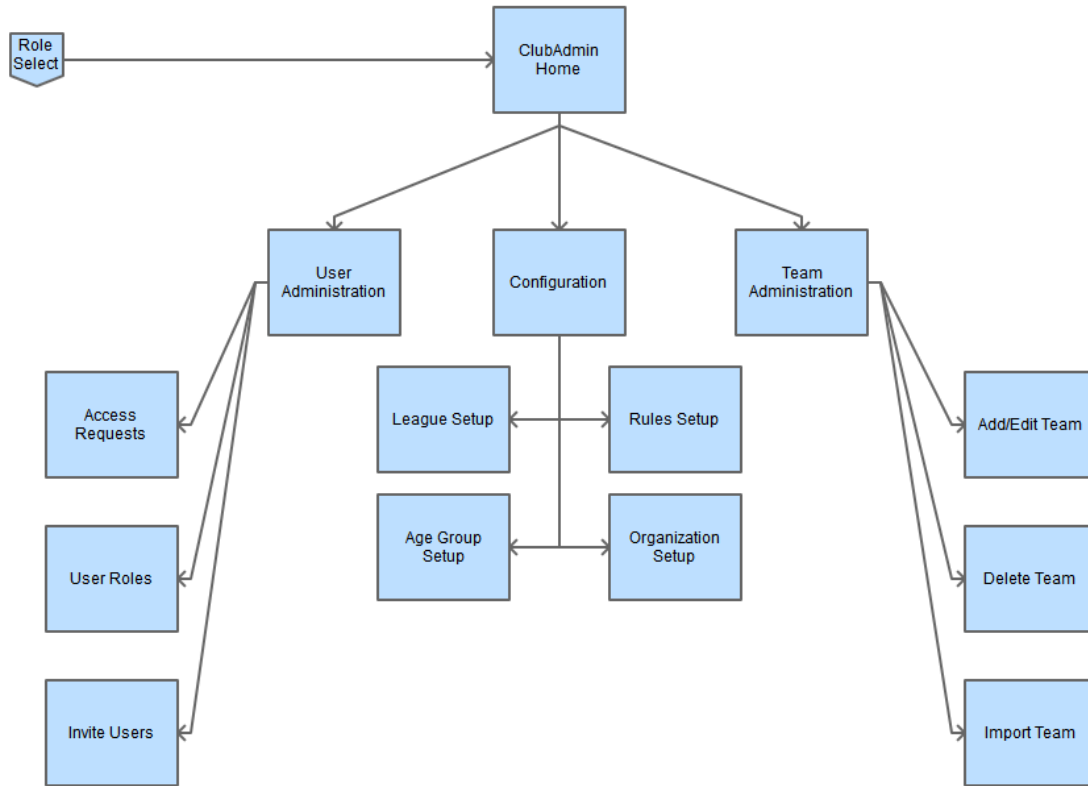 Role
Select
ClubAdmin
Home
User
Administration
Configuration
Team
Administration
Access
Requests
League Setup
Rules Setup
Add/Edit Team
User Roles
Age Group
Setup
Organization
Setup
Delete Team
Invite Users
Import Team